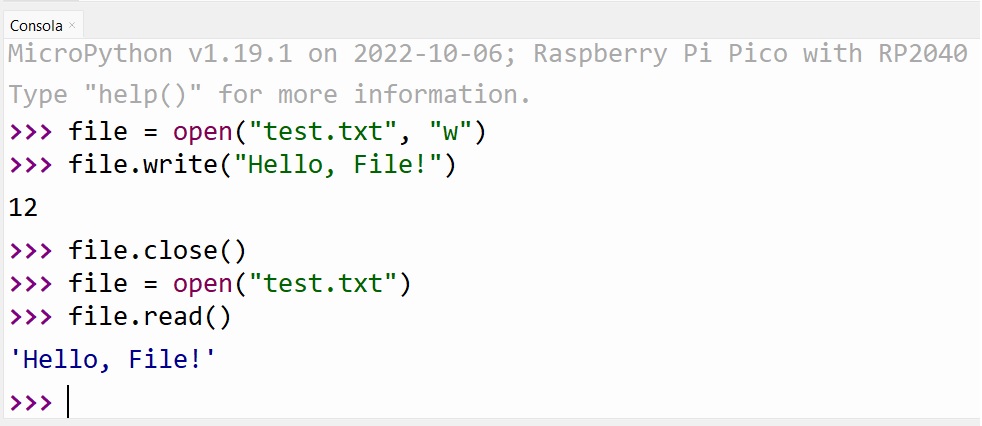 Consola ×
MicroPython v1.19.1 on 2022-10-06; Raspberry Pi Pico with RP2040
Type "help()" for more information.
>>> file = open("test.txt", "w")
>>> file.write("Hello, File!")
12
>>> file.close()
>>> file = open("test.txt")
>>> file.read()
'Hello, File!'
>>>